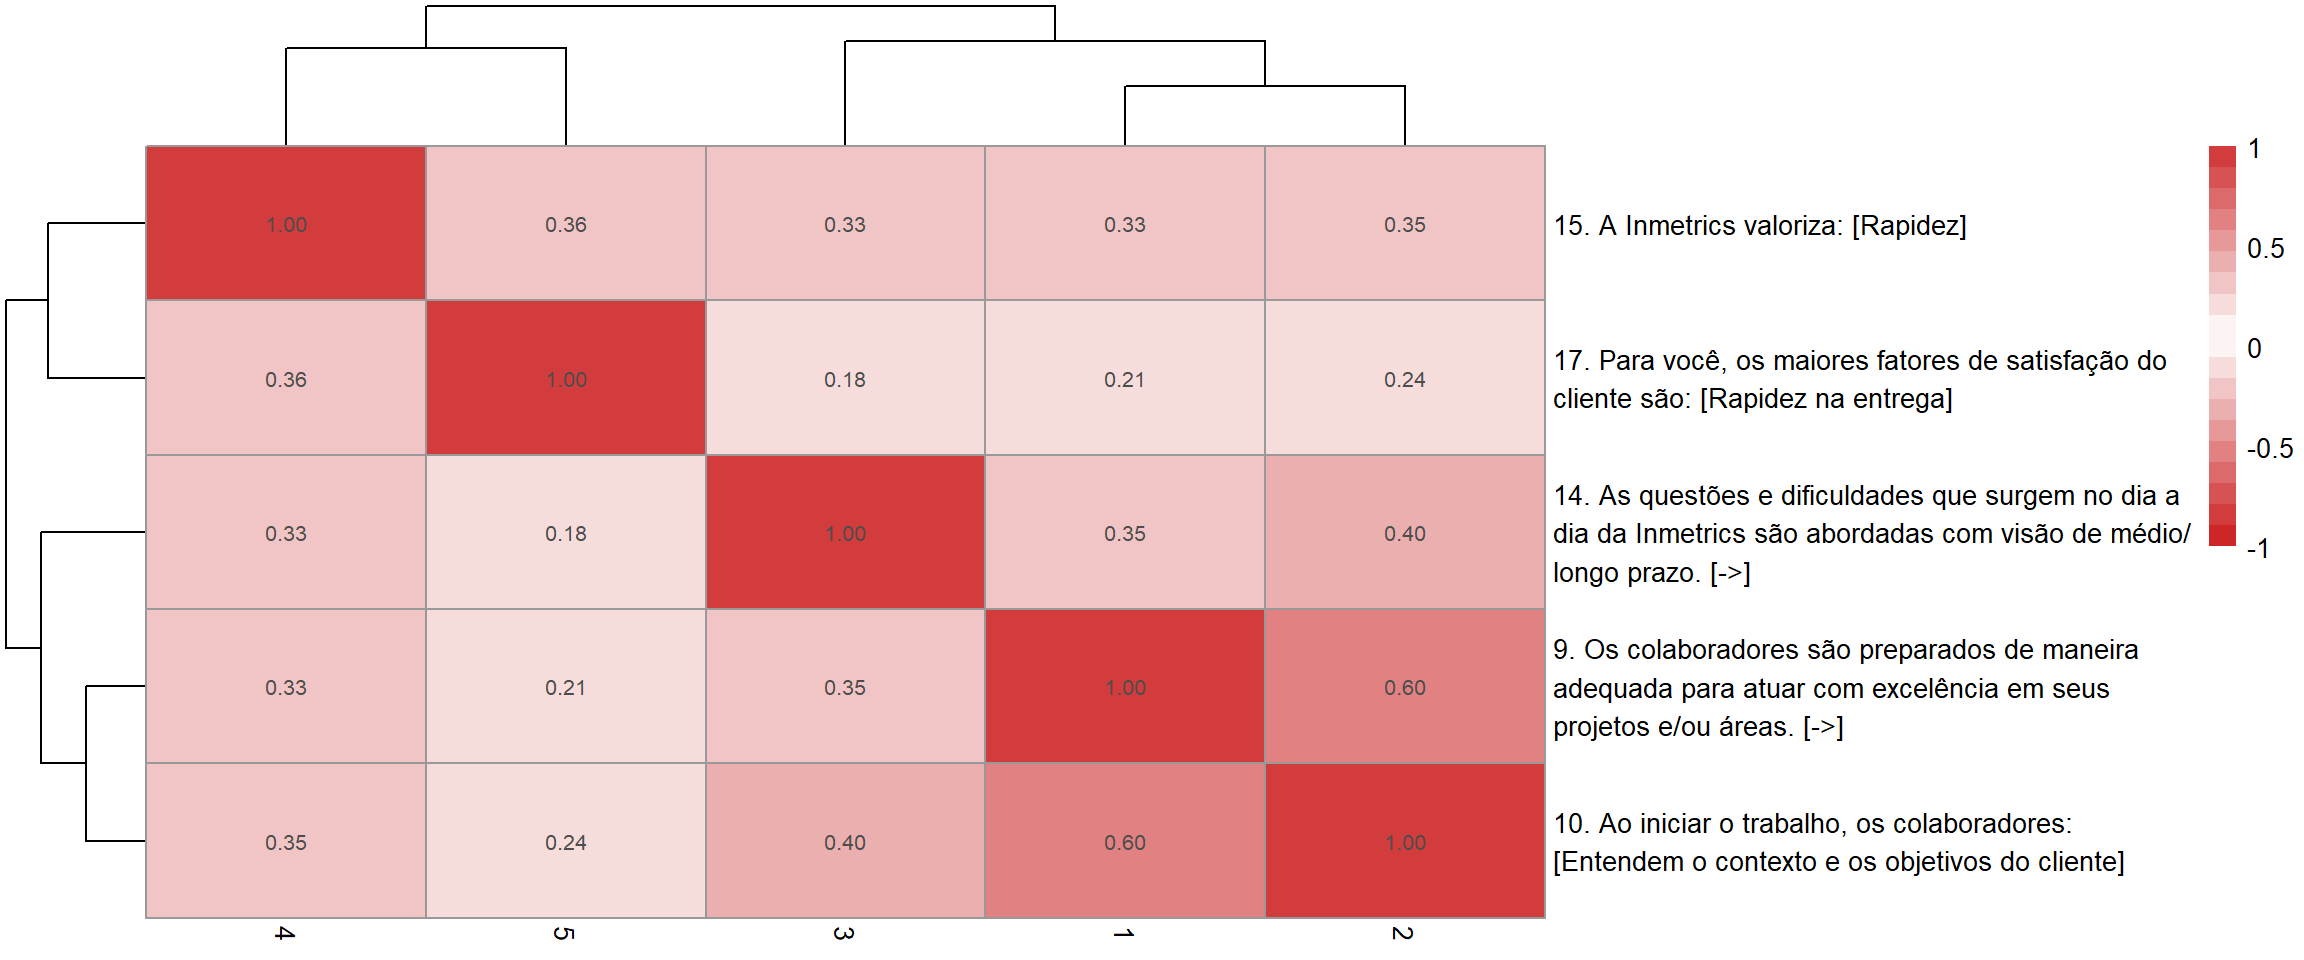 1.00 0.36 0.33 0.33 0.35
15. A Inmetrics valoriza: [Rapidez]
0.36 1.00 0.18 0.21 0.24
17. Para você, os maiores fatores de satisfação do
cliente são: [Rapidez na entrega]
0.33 0.18 1.00 0.35 0.40
14. As questões e dificuldades que surgem no dia a
dia da Inmetrics são abordadas com visão de médio/
longo prazo. [->]
0.33 0.21 0.35 1.00 0.60
9. Os colaboradores são preparados de maneira
adequada para atuar com excelência em seus
projetos e/ou áreas. [->]
0.35 0.24 0.40 0.60 1.00
10. Ao iniciar o trabalho, os colaboradores:
[Entendem o contexto e os objetivos do cliente]
4 5 3 1 2
1
0.5
0
-0.5
-1